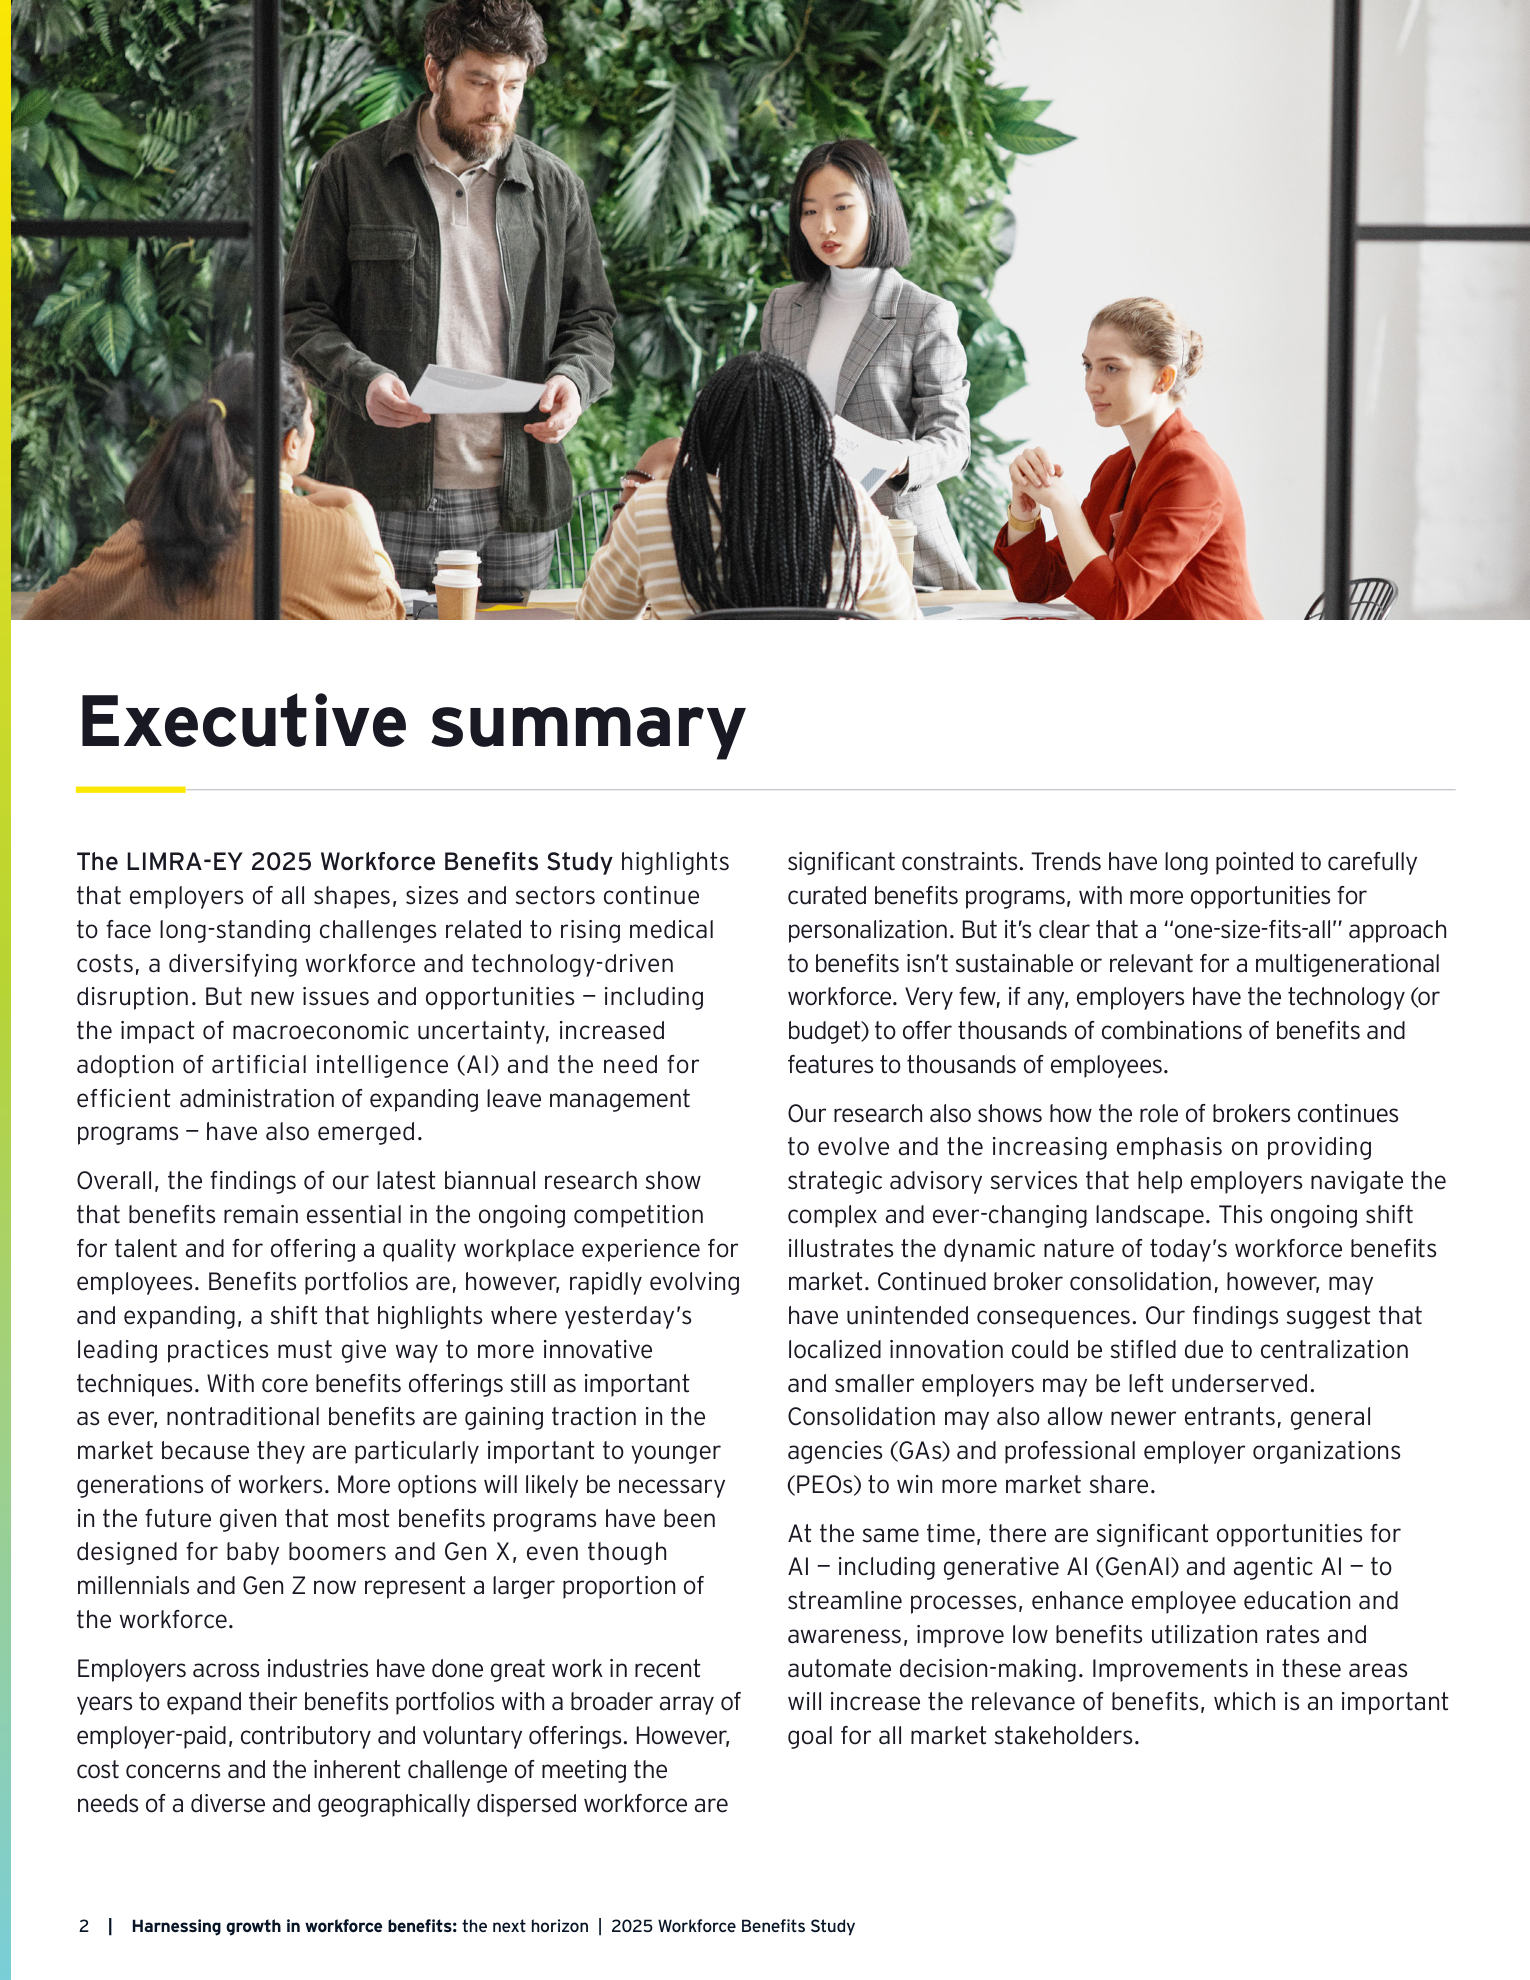 Executive summary
The LIMRA-EY 2025 Workforce Benefits Study highlights
that employers of all shapes, sizes and sectors continue
to face long-standing challenges related to rising medical
costs, a diversifying workforce and technology-driven
disruption. But new issues and opportunities — including
the impact of macroeconomic uncertainty, increased
adoption of artificial intelligence (AI) and the need for
efficient administration of expanding leave management
programs — have also emerged.
Overall, the findings of our latest biannual research show
that benefits remain essential in the ongoing competition
for talent and for offering a quality workplace experience for
employees. Benefits portfolios are, however, rapidly evolving
and expanding, a shift that highlights where yesterday’s
leading practices must give way to more innovative
techniques. With core benefits offerings still as important
as ever, nontraditional benefits are gaining traction in the
market because they are particularly important to younger
generations of workers. More options will likely be necessary
in the future given that most benefits programs have been
designed for baby boomers and Gen X, even though
millennials and Gen Z now represent a larger proportion of
the workforce.
Employers across industries have done great work in recent
years to expand their benefits portfolios with a broader array of
employer-paid, contributory and voluntary offerings. However,
cost concerns and the inherent challenge of meeting the
needs of a diverse and geographically dispersed workforce are
significant constraints. Trends have long pointed to carefully
curated benefits programs, with more opportunities for
personalization. But it’s clear that a “one-size-fits-all” approach
to benefits isn’t sustainable or relevant for a multigenerational
workforce. Very few, if any, employers have the technology (or
budget) to offer thousands of combinations of benefits and
features to thousands of employees.
Our research also shows how the role of brokers continues
to evolve and the increasing emphasis on providing
strategic advisory services that help employers navigate the
complex and ever-changing landscape. This ongoing shift
illustrates the dynamic nature of today’s workforce benefits
market. Continued broker consolidation, however, may
have unintended consequences. Our findings suggest that
localized innovation could be stifled due to centralization
and smaller employers may be left underserved.
Consolidation may also allow newer entrants, general
agencies (GAs) and professional employer organizations
(PEOs) to win more market share.
At the same time, there are significant opportunities for
AI — including generative AI (GenAI) and agentic AI — to
streamline processes, enhance employee education and
awareness, improve low benefits utilization rates and
automate decision-making. Improvements in these areas
will increase the relevance of benefits, which is an important
goal for all market stakeholders.
2 | Harnessing growth in workforce benefits: the next horizon | 2025 Workforce Benefits Study